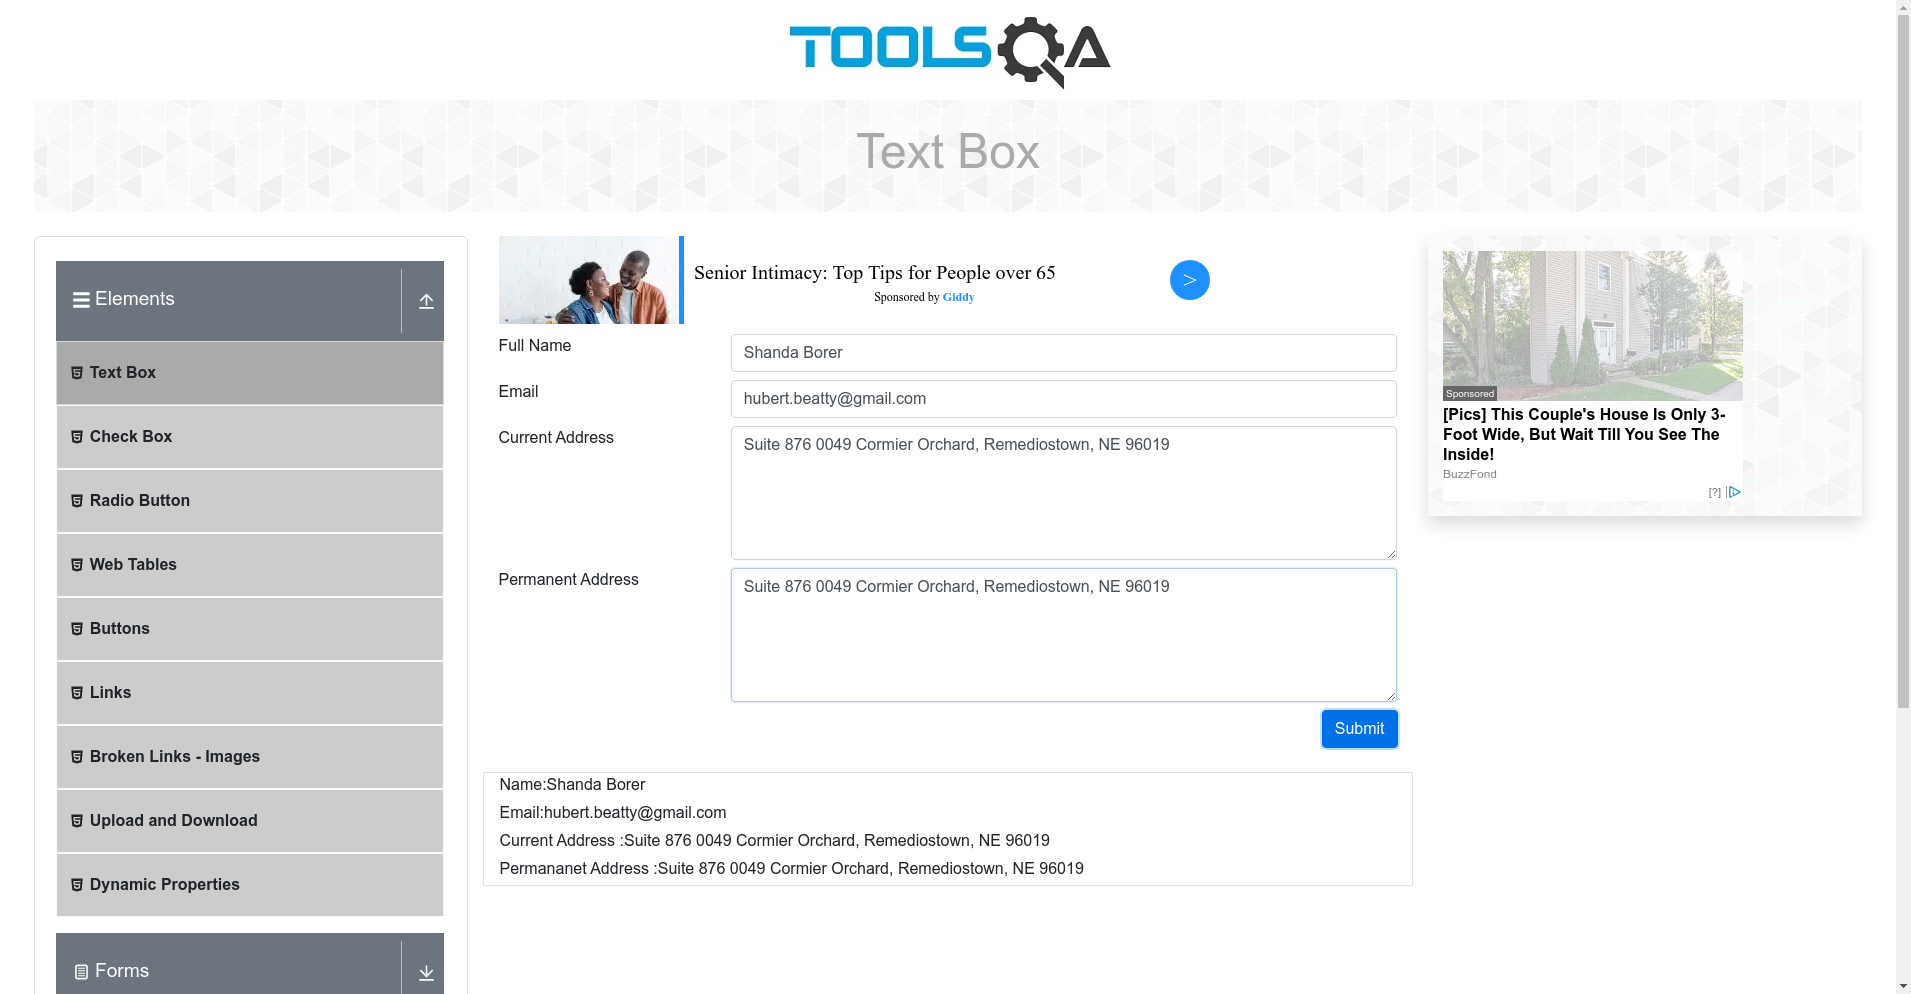 TOOLSQA
Text Box
Elements
Text Box
Check Box
Radio Button
Web Tables
Buttons
Links
Broken Links - Images
Upload and Download
Dynamic Properties
Forms
Senior Intimacy: Top Tips for People over 65
Sponsored by Giddy
>
Full Name
Shanda Borer
Email
hubert.beatty@gmail.com
Current Address
Suite 876 0049 Cormier Orchard, Remediostown, NE 96019
Permanent Address
Suite 876 0049 Cormier Orchard, Remediostown, NE 96019
Submit
Name:Shanda Borer
Email:hubert.beatty@gmail.com
Current Address :Suite 876 0049 Cormier Orchard, Remediostown, NE 96019
Permananet Address :Suite 876 0049 Cormier Orchard, Remediostown, NE 96019
Sponsored
[Pics] This Couple's House Is Only 3-
Foot Wide, But Wait Till You See The
Inside!
BuzzFond
[?]